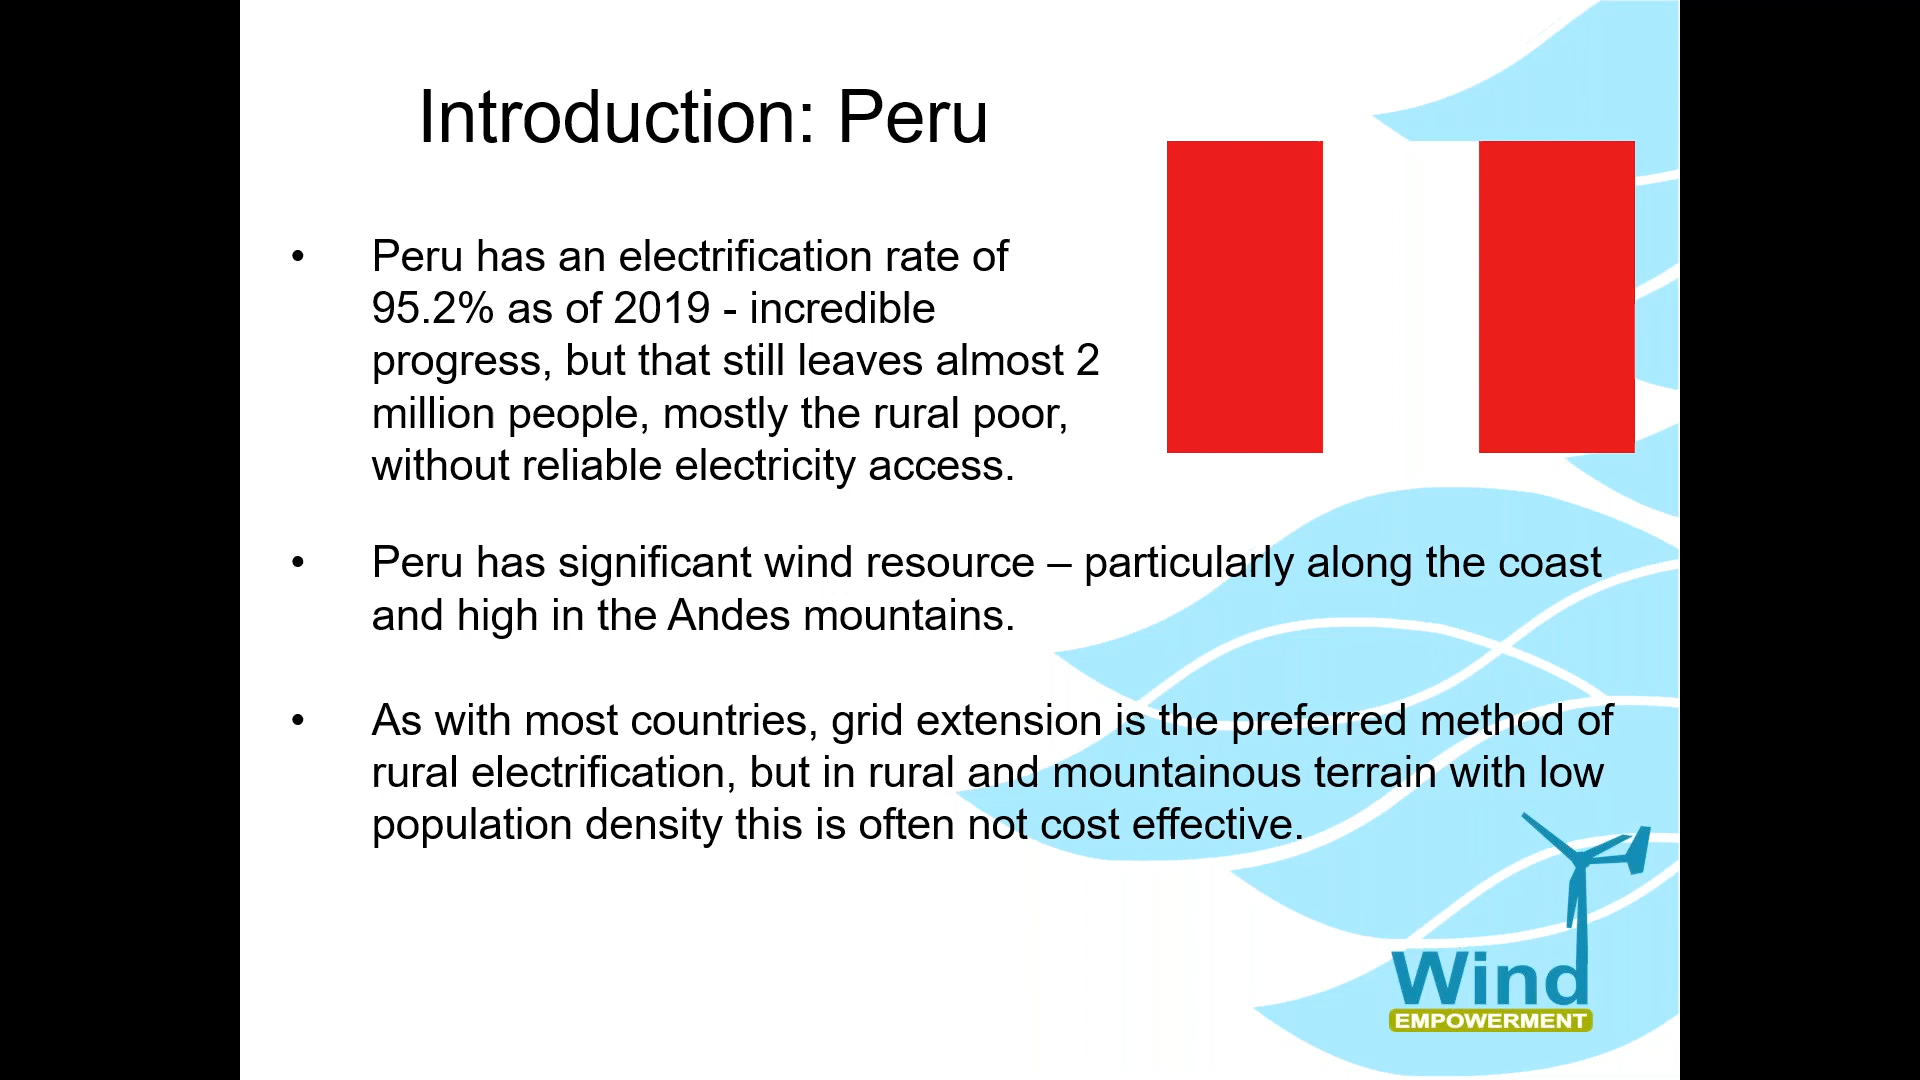 Introduction: Peru
• Peru has an electrification rate of
95.2% as of 2019 - incredible
progress, but that still leaves almost 2
million people, mostly the rural poor,
without reliable electricity access.
• Peru has significant wind resource – particularly along the coast
and high in the Andes mountains.
• As with most countries, grid extension is the preferred method of
rural electrification, but in rural and mountainous terrain with low
population density this is often not cost effective.
Wind
EMPOWERMENT